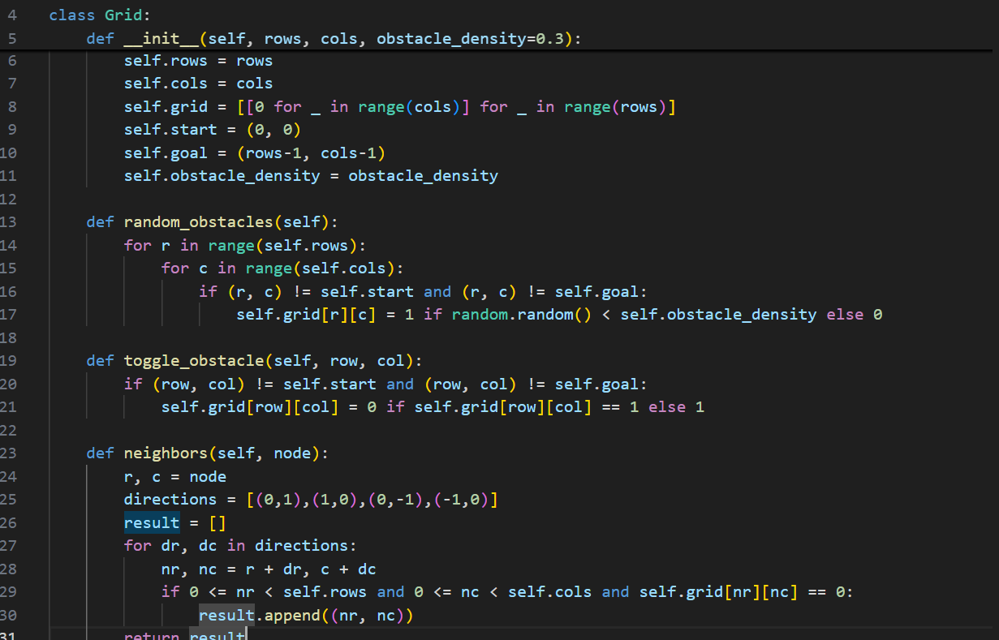 4 class Grid:
5     def __init__(self, rows, cols, obstacle_density=0.3):
6         self.rows = rows
7         self.cols = cols
8         self.grid = [[0 for _ in range(cols)] for _ in range(rows)]
9         self.start = (0, 0)
10         self.goal = (rows-1, cols-1)
11         self.obstacle_density = obstacle_density
12
13     def random_obstacles(self):
14         for r in range(self.rows):
15             for c in range(self.cols):
16                 if (r, c) != self.start and (r, c) != self.goal:
17                     self.grid[r][c] = 1 if random.random() < self.obstacle_density else 0
18
19     def toggle_obstacle(self, row, col):
20         if (row, col) != self.start and (row, col) != self.goal:
21             self.grid[row][col] = 0 if self.grid[row][col] == 1 else 1
22
23     def neighbors(self, node):
24         r, c = node
25         directions = [(0,1),(1,0),(0,-1),(-1,0)]
26         result = []
27         for dr, dc in directions:
28             nr, nc = r + dr, c + dc
29             if 0 <= nr < self.rows and 0 <= nc < self.cols and self.grid[nr][nc] == 0:
30                 result.append((nr, nc))
31         return result